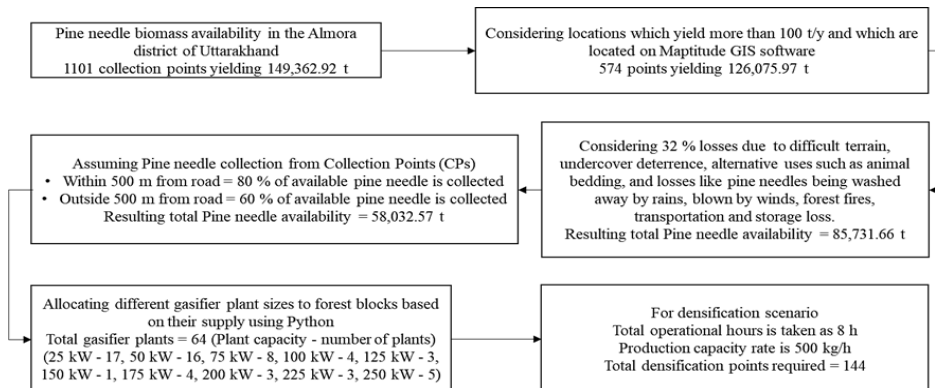 Pine needle biomass availability in the Almora
district of Uttarakhand
1101 collection points yielding 149,362.92 t
Considering locations which yield more than 100 t/y and which are
located on Maptitude GIS software
574 points yielding 126,075.97 t
Considering 32 % losses due to difficult terrain,
undercover deterrence, alternative uses such as animal
bedding, and losses like pine needles being washed
away by rains, blown by winds, forest fires,
transportation and storage loss.
Resulting total Pine needle availability = 85,731.66 t
Assuming Pine needle collection from Collection Points (CPs)
• Within 500 m from road = 80 % of available pine needle is collected
• Outside 500 m from road = 60 % of available pine needle is collected
Resulting total Pine needle availability = 58,032.57 t
Allocating different gasifier plant sizes to forest blocks based
on their supply using Python
Total gasifier plants = 64 (Plant capacity - number of plants)
(25 kW - 17, 50 kW - 16, 75 kW - 8, 100 kW - 4, 125 kW - 3,
150 kW - 1, 175 kW - 4, 200 kW - 3, 225 kW - 3, 250 kW - 5)
For densification scenario
Total operational hours is taken as 8 h
Production capacity rate is 500 kg/h
Total densification points required = 144